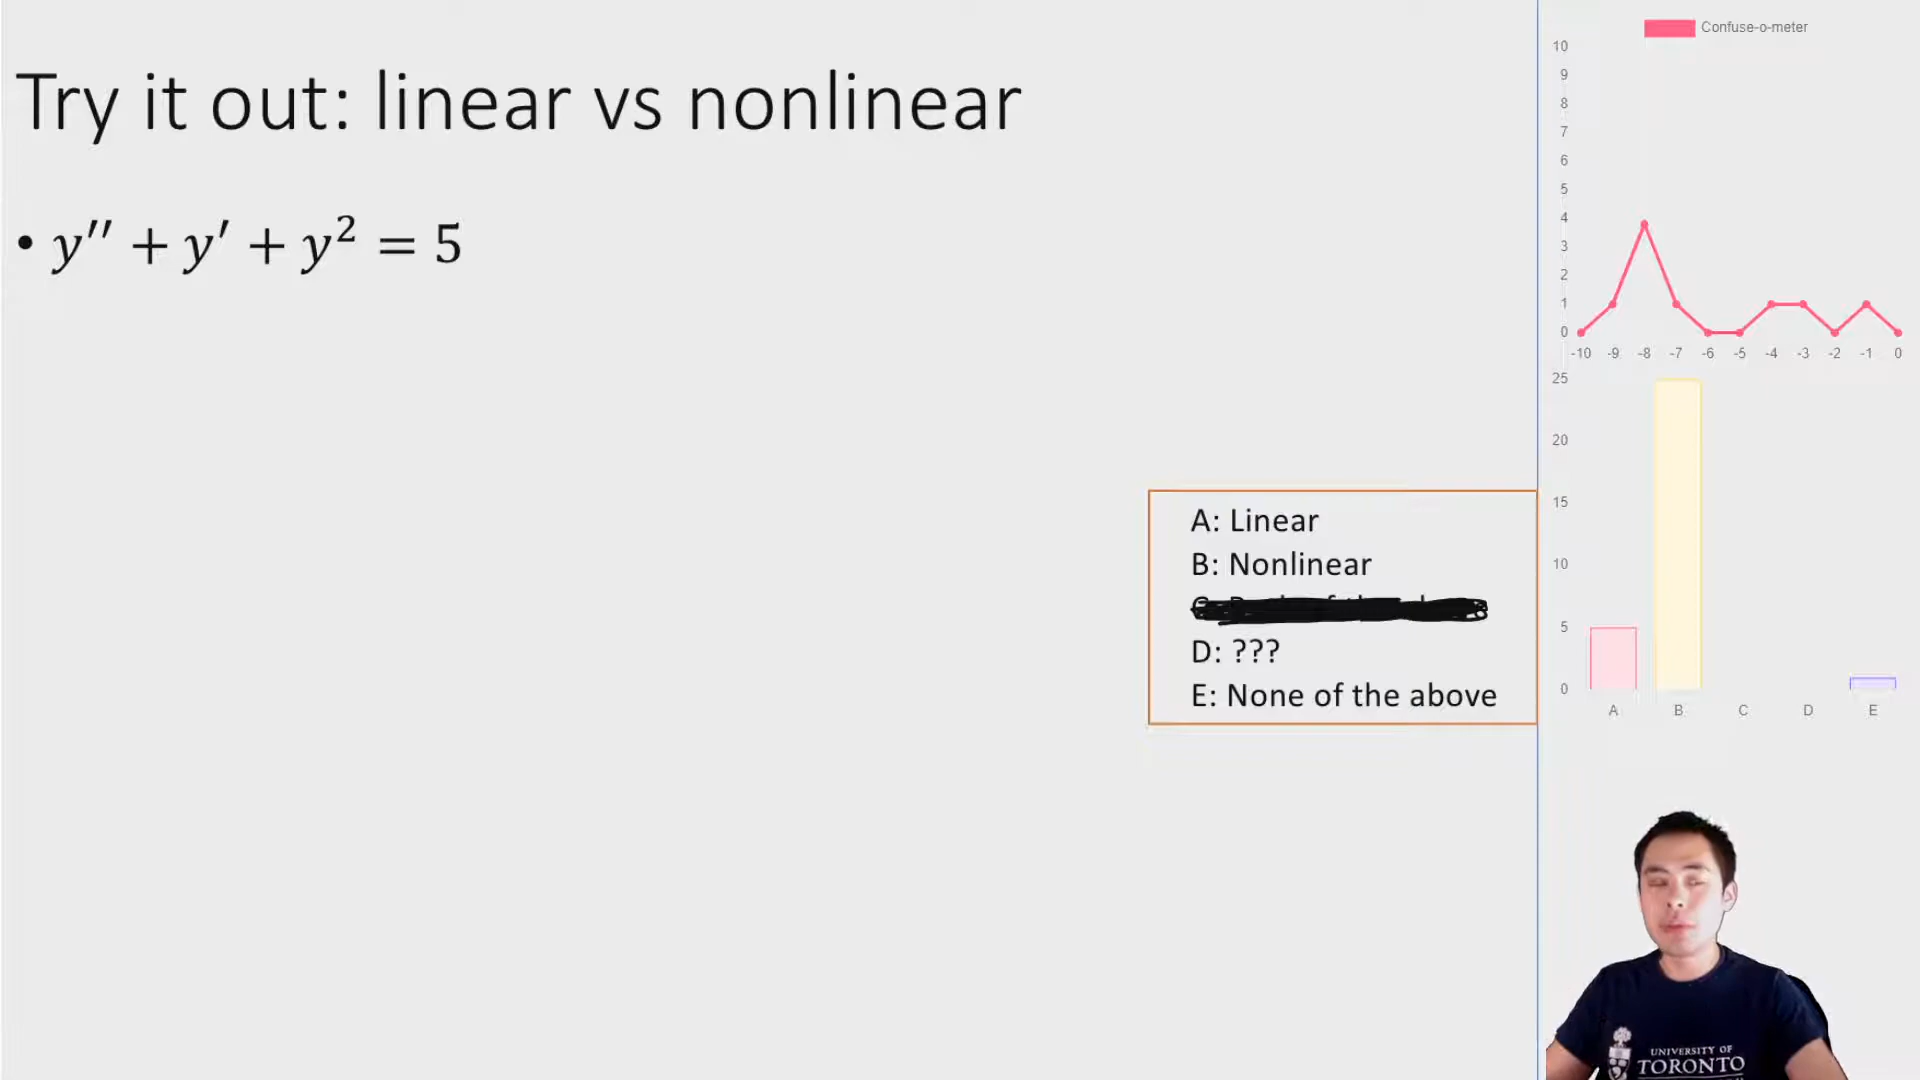 Try it out: linear vs nonlinear
• y′′ + y′ + y² = 5
A: Linear
B: Nonlinear
D: ???
E: None of the above
Confuse-o-meter
10
9
8
7
6
5
4
3
2
1
0
-10 -9 -8 -7 -6 -5 -4 -3 -2 -1 0
25
20
15
10
5
0
A B C D E
UNIVERSITY OF
TORONTO